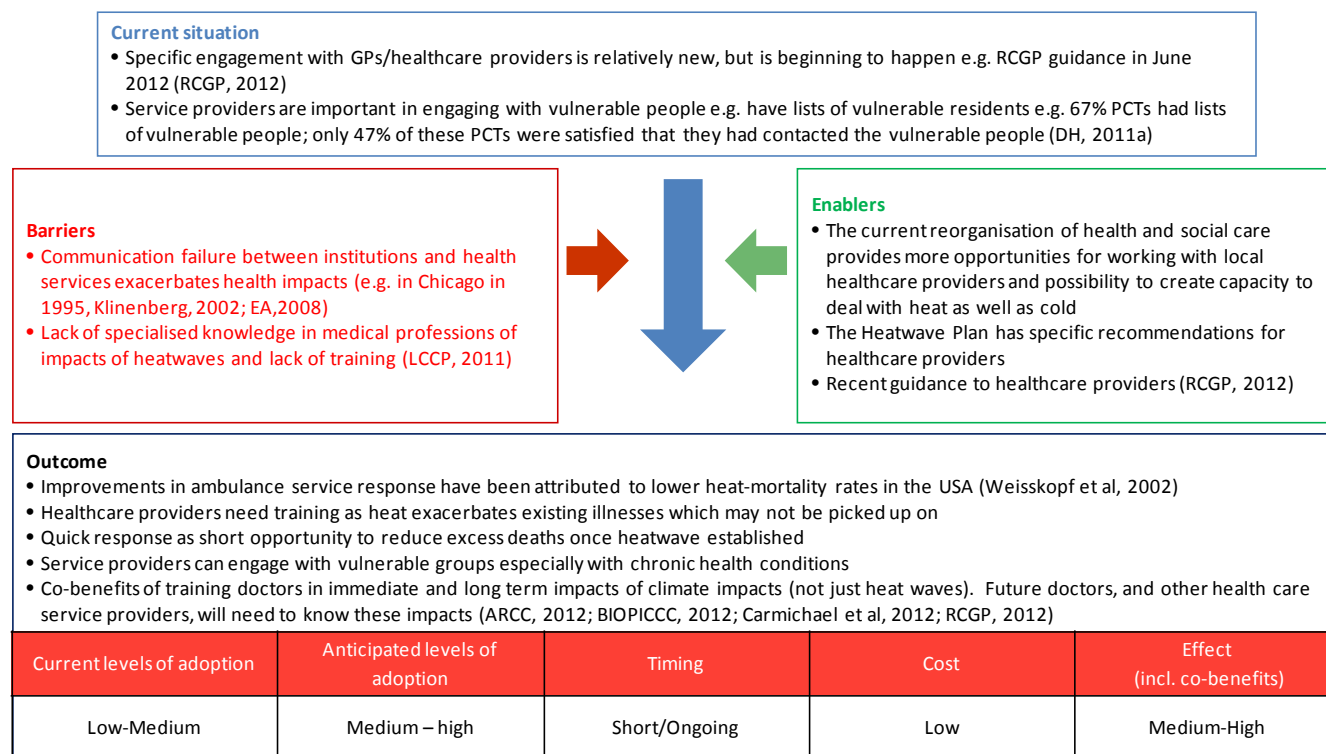 Current situation
• Specific engagement with GPs/healthcare providers is relatively new, but is beginning to happen e.g. RCGP guidance in June
2012 (RCGP, 2012)
• Service providers are important in engaging with vulnerable people e.g. have lists of vulnerable residents e.g. 67% PCTs had lists
of vulnerable people; only 47% of these PCTs were satisfied that they had contacted the vulnerable people (DH, 2011a)
Barriers
• Communication failure between institutions and health
services exacerbates health impacts (e.g. in Chicago in
1995, Klinenberg, 2002; EA,2008)
• Lack of specialised knowledge in medical professions of
impacts of heatwaves and lack of training (LCCP, 2011)
Enablers
• The current reorganisation of health and social care
provides more opportunities for working with local
healthcare providers and possibility to create capacity to
deal with heat as well as cold
• The Heatwave Plan has specific recommendations for
healthcare providers
• Recent guidance to healthcare providers (RCGP, 2012)
Outcome
• Improvements in ambulance service response have been attributed to lower heat-mortality rates in the USA (Weisskopf et al, 2002)
• Healthcare providers need training as heat exacerbates existing illnesses which may not be picked up on
• Quick response as short opportunity to reduce excess deaths once heatwave established
• Service providers can engage with vulnerable groups especially with chronic health conditions
• Co-benefits of training doctors in immediate and long term impacts of climate impacts (not just heat waves). Future doctors, and other health care
service providers, will need to know these impacts (ARCC, 2012; BIOPICCC, 2012; Carmichael et al, 2012; RCGP, 2012)
Current levels of adoption
Anticipated levels of
adoption
Timing
Cost
Effect
(incl. co-benefits)
Low-Medium
Medium – high
Short/Ongoing
Low
Medium-High